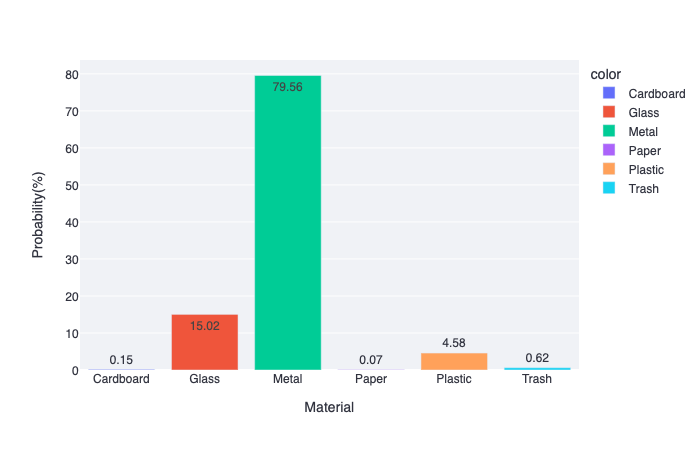 color
Cardboard
Glass
Metal
Paper
Plastic
Trash
Probability(%)
80
70
60
50
40
30
20
10
0
0.15
15.02
79.56
0.07
4.58
0.62
Cardboard
Glass
Metal
Paper
Plastic
Trash
Material